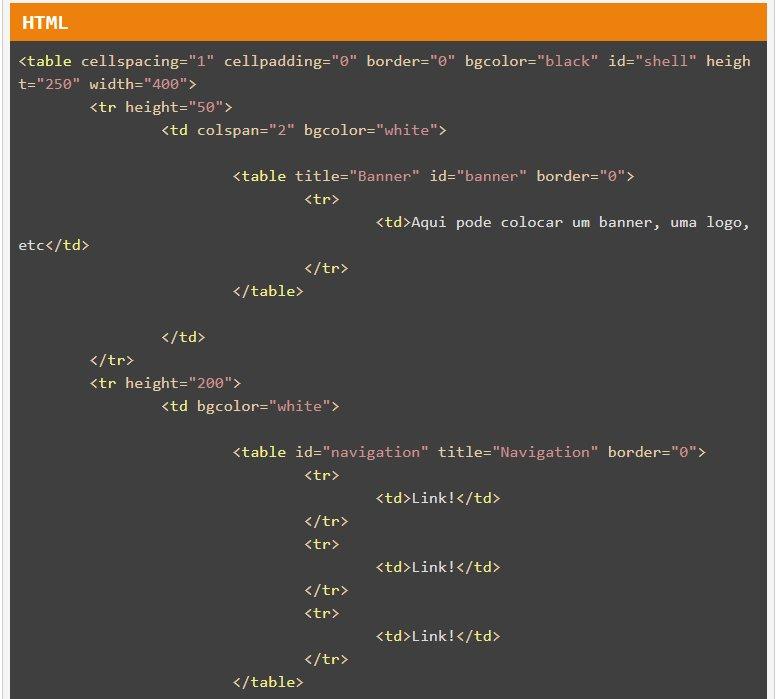 HTML
<table cellspacing="1" cellpadding="0" border="0" bgcolor="black" id="shell" heigh
t="250" width="400">
<tr height="50">
<td colspan="2" bgcolor="white">
<table title="Banner" id="banner" border="0">
<tr>
<td>Aqui pode colocar um banner, uma logo,
etc</td>
</tr>
</table>
</td>
</tr>
<tr height="200">
<td bgcolor="white">
<table id="navigation" title="Navigation" border="0">
<tr>
<td>Link!</td>
</tr>
<tr>
<td>Link!</td>
</tr>
<tr>
<td>Link!</td>
</tr>
</table>